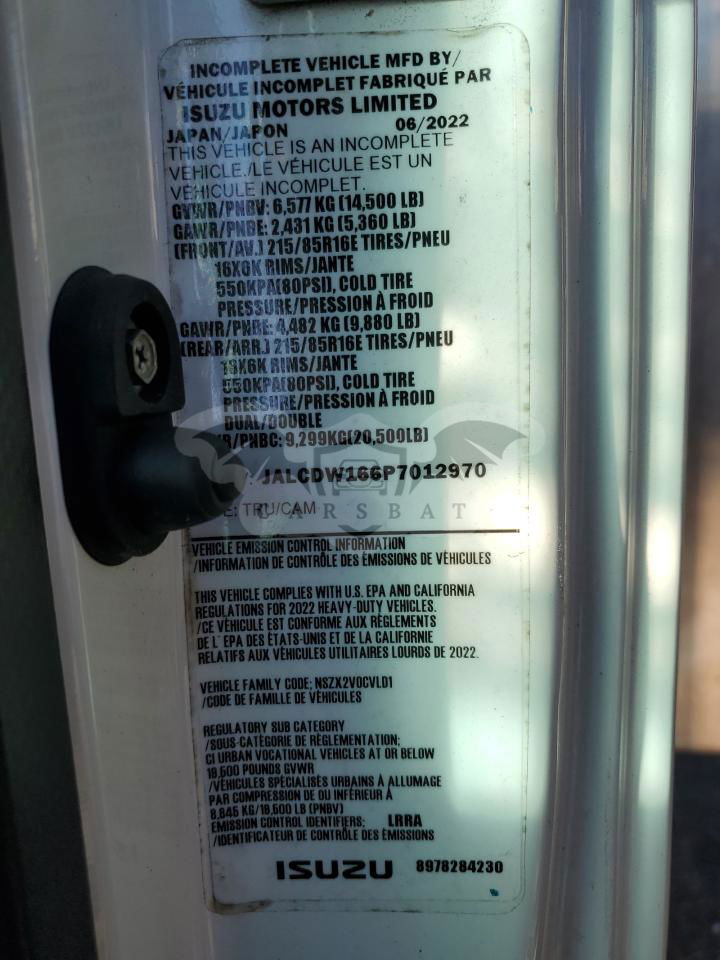 INCOMPLETE VEHICLE MFD BY/
VÉHICULE INCOMPLET FABRIQUÉ PAR
ISUZU MOTORS LIMITED
JAPAN/JAPON 06/2022
THIS VEHICLE IS AN INCOMPLETE
VEHICLE./LE VÉHICULE EST UN
VÉHICULE INCOMPLET.
GVWR/PNBV: 6,577 KG (14,500 LB)
GAWR/PNBE: 2,431 KG (5,360 LB)
(FRONT/AV.) 215/85R16E TIRES/PNEU
16X6K RIMS/JANTE
550KPA(80PSI), COLD TIRE
PRESSURE/PRESSION À FROID
GAWR/PNBE: 4,482 KG (9,880 LB)
(REAR/ARR.) 215/85R16E TIRES/PNEU
16X6K RIMS/JANTE
550KPA(80PSI), COLD TIRE
PRESSURE/PRESSION À FROID
DUAL/DOUBLE
R/PNBC: 9,299KG(20,500LB)
: JALCDW166P7012970
E: TRU/CAM
CARSBAT
VEHICLE EMISSION CONTROL INFORMATION
/INFORMATION DE CONTRÔLE DES ÉMISSIONS DE VÉHICULES
THIS VEHICLE COMPLIES WITH U.S. EPA AND CALIFORNIA
REGULATIONS FOR 2022 HEAVY-DUTY VEHICLES.
/CE VÉHICULE EST CONFORME AUX RÈGLEMENTS
DE L'EPA DES ÉTATS-UNIS ET DE LA CALIFORNIE
RELATIFS AUX VÉHICULES UTILITAIRES LOURDS DE 2022.
VEHICLE FAMILY CODE: NSZX2VOCVLD1
/CODE DE FAMILLE DE VÉHICULES
REGULATORY SUB CATEGORY
/SOUS-CATÉGORIE DE RÈGLEMENTATION:
CI URBAN VOCATIONAL VEHICLES AT OR BELOW
19,500 POUNDS GVWR
/VÉHICULES SPÉCIALISÉS URBAINS À ALLUMAGE
PAR COMPRESSION DE OU INFÉRIEUR À
8,845 KG/19,500 LB (PNBV)
EMISSION CONTROL IDENTIFIERS: LRRA
/IDENTIFICATEUR DE CONTRÔLE DES ÉMISSIONS
ISUZU 8978284230